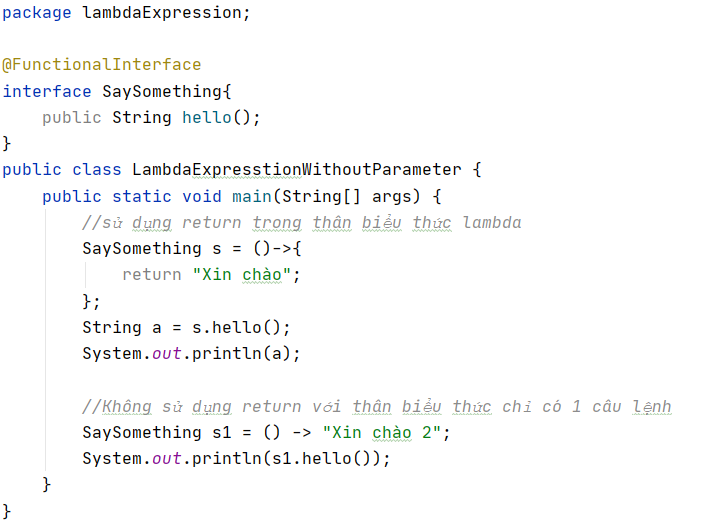 package lambdaExpression;
@FunctionalInterface
interface SaySomething{
    public String hello();
}
public class LambdaExpresstionWithoutParameter {
    public static void main(String[] args) {
        //sử dụng return trong thân biểu thức lambda
        SaySomething s = ()->{
            return "Xin chào";
        };
        String a = s.hello();
        System.out.println(a);
        //Không sử dụng return với thân biểu thức chỉ có 1 câu lệnh
        SaySomething s1 = () -> "Xin chào 2";
        System.out.println(s1.hello());
    }
}